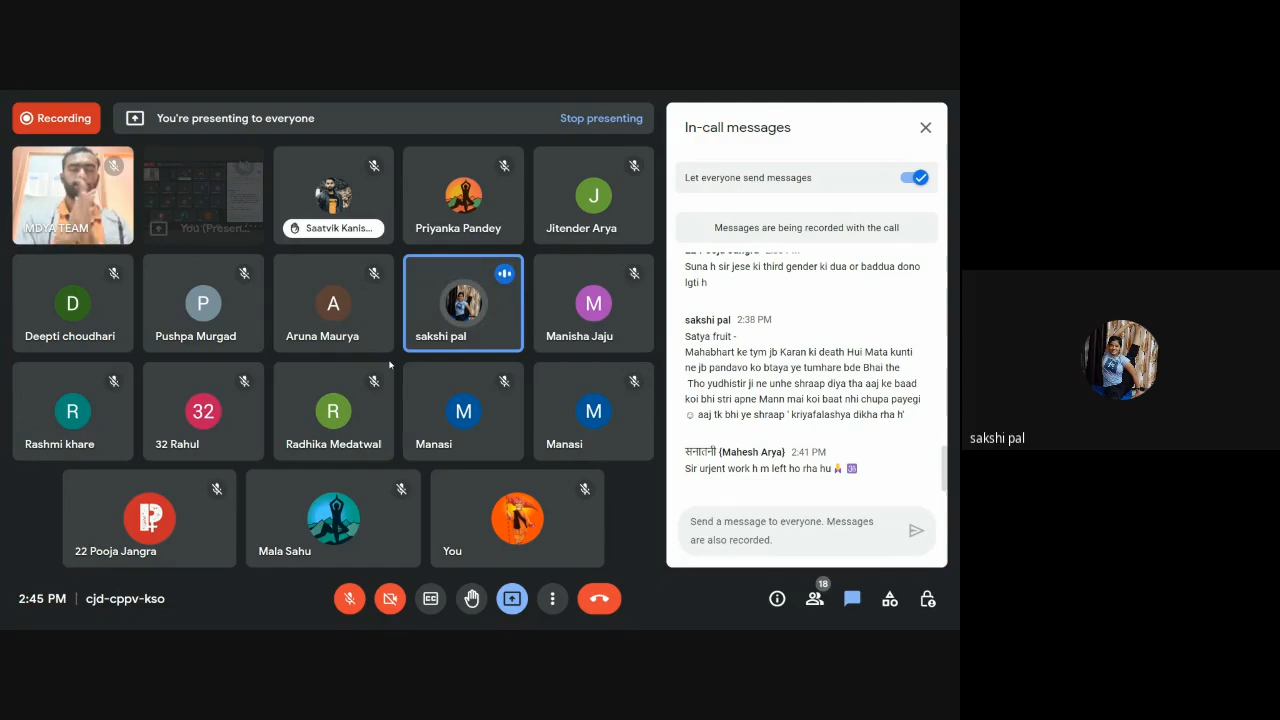 Recording
You're presenting to everyone
Stop presenting
MDYA TEAM
You (Presen...
Saatvik Kanis...
Priyanka Pandey
J
Jitender Arya
D
Deepti choudhari
P
Pushpa Murgad
A
Aruna Maurya
sakshi pal
M
Manisha Jaju
R
Rashmi khare
32
32 Rahul
R
Radhika Medatwal
M
Manasi
M
Manasi
22 Pooja Jangra
Mala Sahu
You
In-call messages
Let everyone send messages
Messages are being recorded with the call
Suna h sir jese ki third gender ki dua or baddua dono
lgti h
sakshi pal 2:38 PM
Satya fruit -
Mahabhart ke tym jb Karan ki death Hui Mata kunti
ne jb pandavo ko btaye ye tumhare bde Bhai the
Tho yudhistir ji ne unhe shraap diya tha aaj ke baad
koi bhi stri apne Mann mai koi baat nhi chupa payegi
☺ aaj tk bhi ye shraap ' kriyafalashya dikha rha h'
सनातनी {Mahesh Arya} 2:41 PM
Sir urjent work h m left ho rha hu 🙏 🕉
Send a message to everyone. Messages
are also recorded.
2:45 PM | cjd-cppv-kso
18
sakshi pal